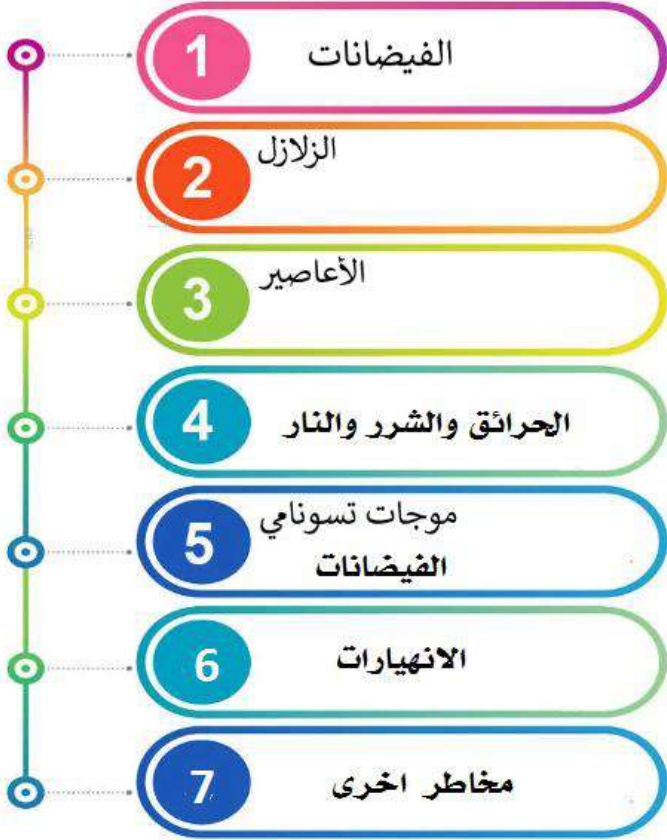 1 الفيضانات
2 الزلازل
3 الأعاصير
4 الحرائق والشرر والنار
5 موجات تسونامي
الفيضانات
6 الانهيارات
7 مخاطر اخرى